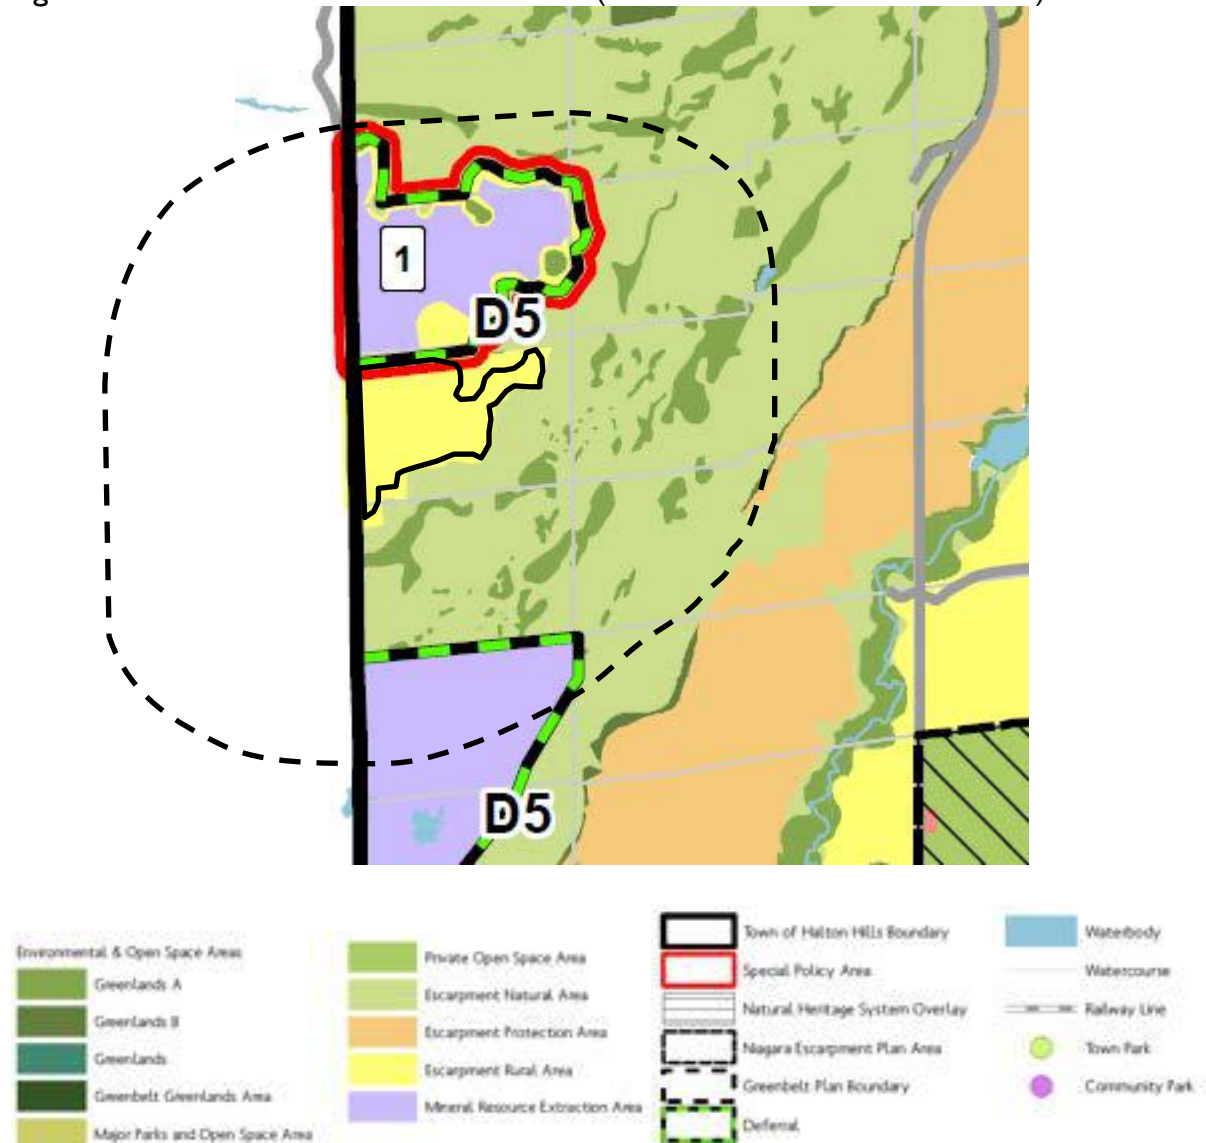 1
D5
D5
Environmental & Open Space Areas
Greenlands A
Greenlands B
Greenlands
Greenbelt Greenlands Area
Major Parks and Open Space Area
Private Open Space Area
Escarpment Natural Area
Escarpment Protection Area
Escarpment Rural Area
Mineral Resource Extraction Area
Town of Halton Hills Boundary
Special Policy Area
Natural Heritage System Overlay
Niagara Escarpment Plan Area
Greenbelt Plan Boundary
Deferral
Waterbody
Watercourse
Railway Line
Town Park
Community Park